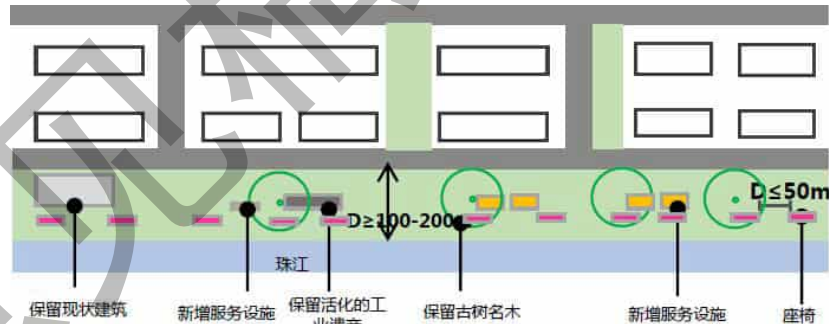 D≤50m
D≥100-200
珠江
保留现状建筑
新增服务设施
保留活化的工
业遗产
保留古树名木
新增服务设施
座椅